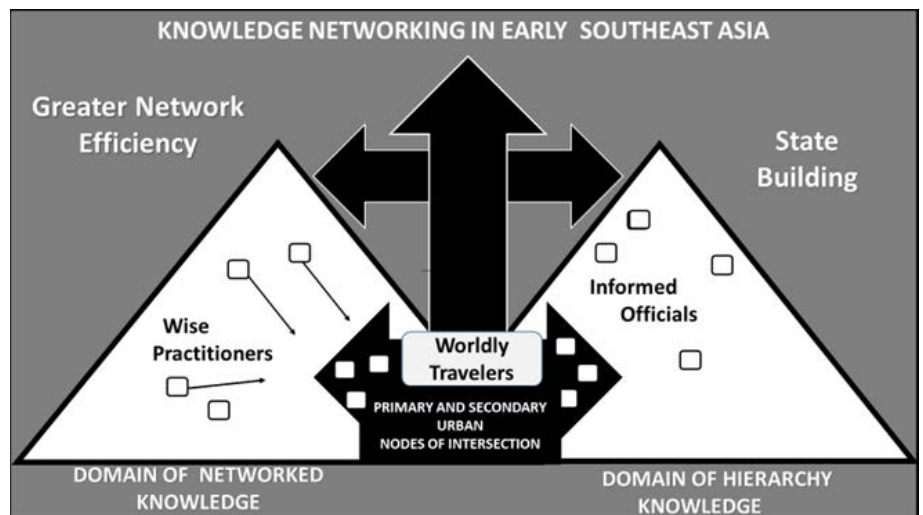 KNOWLEDGE NETWORKING IN EARLY SOUTHEAST ASIA
Greater Network
Efficiency
State
Building
Wise
Practitioners
Informed
Officials
Worldly
Travelers
PRIMARY AND SECONDARY
URBAN
NODES OF INTERSECTION
DOMAIN OF NETWORKED
KNOWLEDGE
DOMAIN OF HIERARCHY
KNOWLEDGE